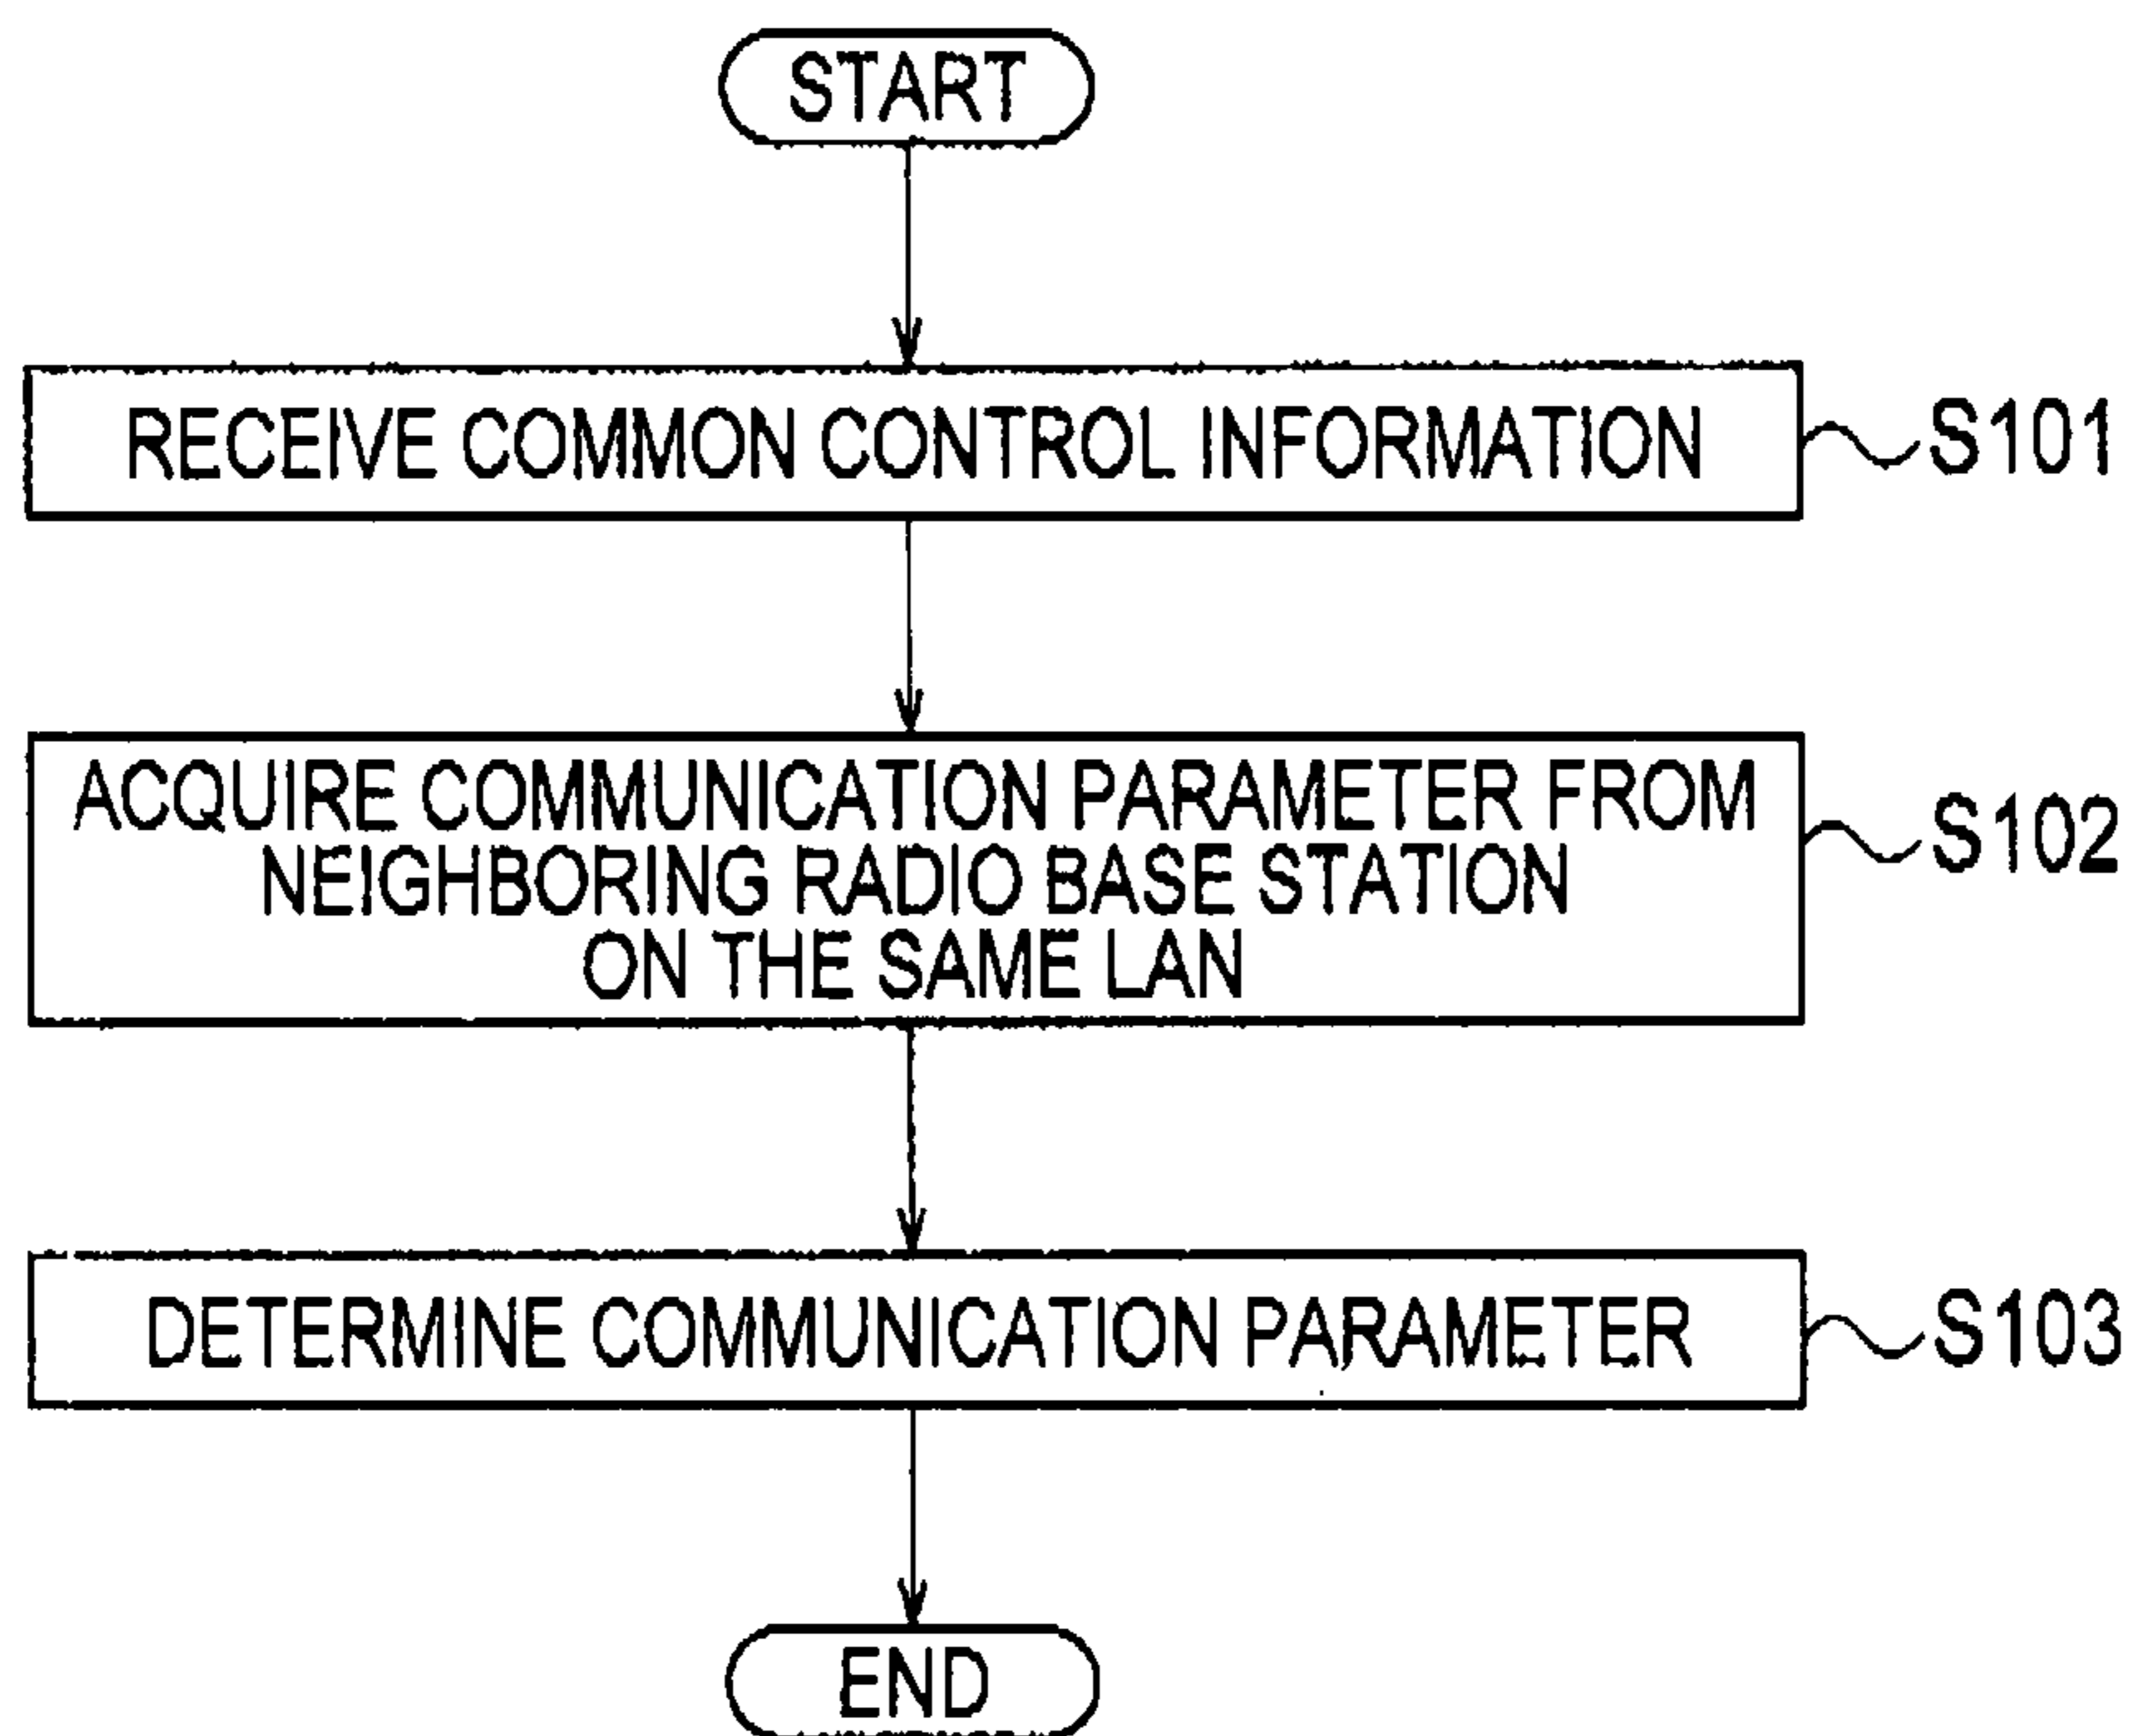 START
RECEIVE COMMON CONTROL INFORMATION
S101
ACQUIRE COMMUNICATION PARAMETER FROM
NEIGHBORING RADIO BASE STATION
ON THE SAME LAN
S102
DETERMINE COMMUNICATION PARAMETER
S103
END